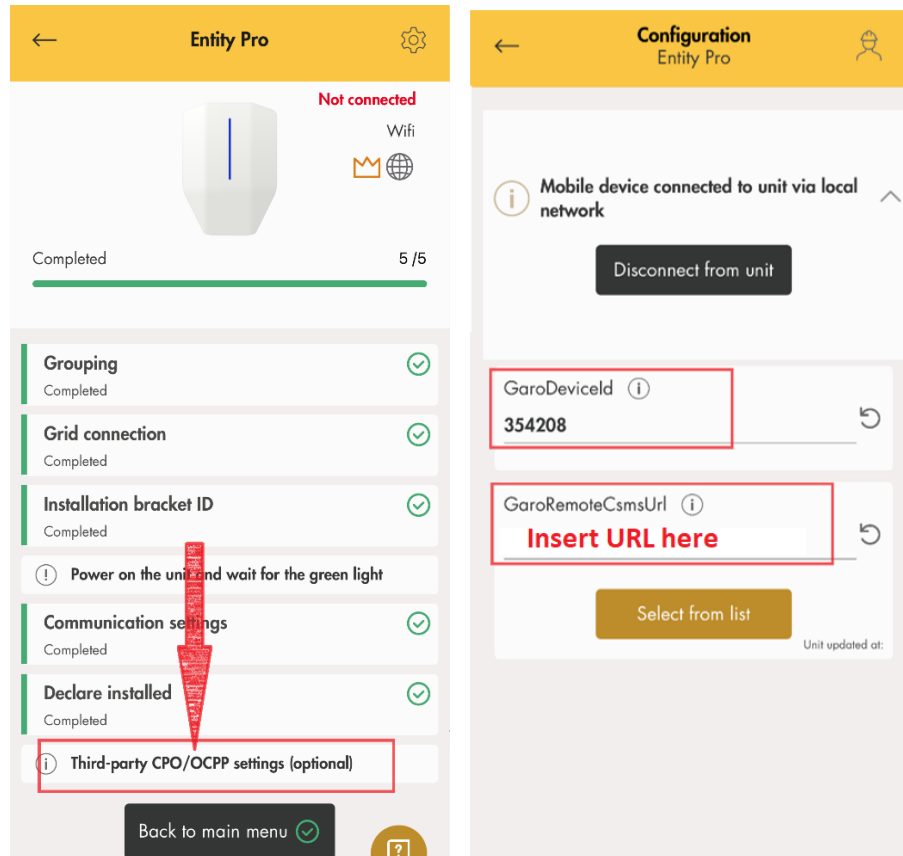 Entity Pro
Not connected
Wifi
Completed
5 /5
Grouping
Completed
Grid connection
Completed
Installation bracket ID
Completed
Power on the unit and wait for the green light
Communication settings
Completed
Declare installed
Completed
Third-party CPO/OCPP settings (optional)
Back to main menu
Configuration
Entity Pro
Mobile device connected to unit via local
network
Disconnect from unit
GaroDeviceId
354208
GaroRemoteCsmsUrl
Insert URL here
Select from list
Unit updated at: